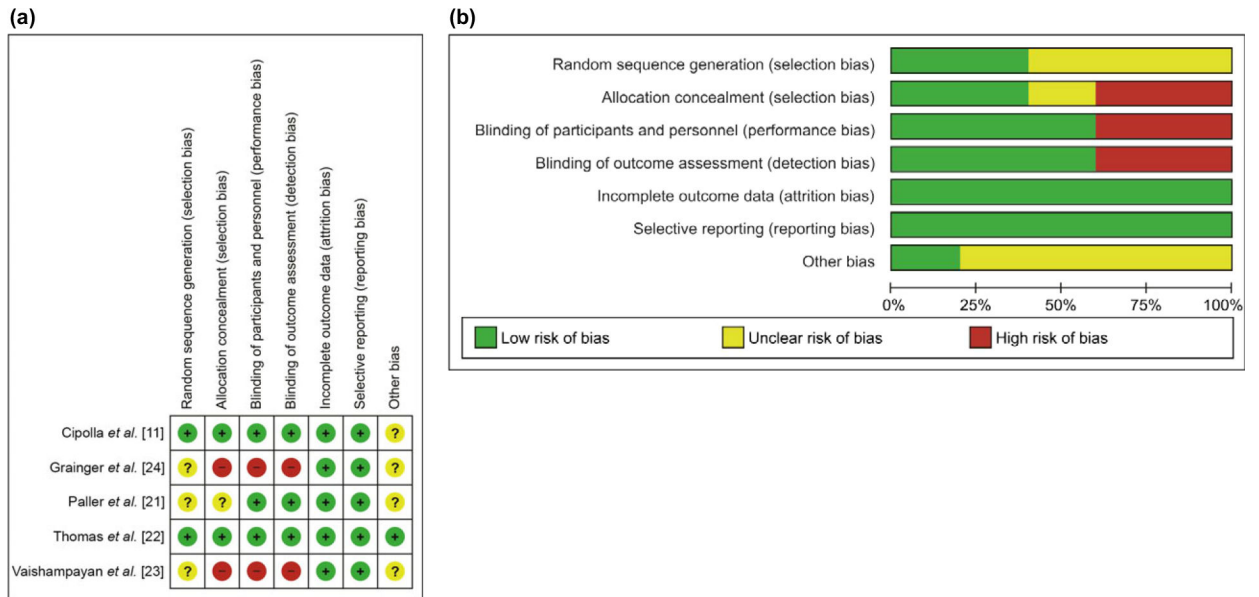 (a)
Random sequence generation (selection bias)
Allocation concealment (selection bias)
Blinding of participants and personnel (performance bias)
Blinding of outcome assessment (detection bias)
Incomplete outcome data (attrition bias)
Selective reporting (reporting bias)
Other bias
Cipolla et al. [11] + + + + + + ?
Grainger et al. [24] ? − − − + + ?
Paller et al. [21] ? ? + + + + ?
Thomas et al. [22] + + + + + + +
Vaishampayan et al. [23] ? − − − + + ?
(b)
Random sequence generation (selection bias)
Allocation concealment (selection bias)
Blinding of participants and personnel (performance bias)
Blinding of outcome assessment (detection bias)
Incomplete outcome data (attrition bias)
Selective reporting (reporting bias)
Other bias
0% 25% 50% 75% 100%
Low risk of bias Unclear risk of bias High risk of bias